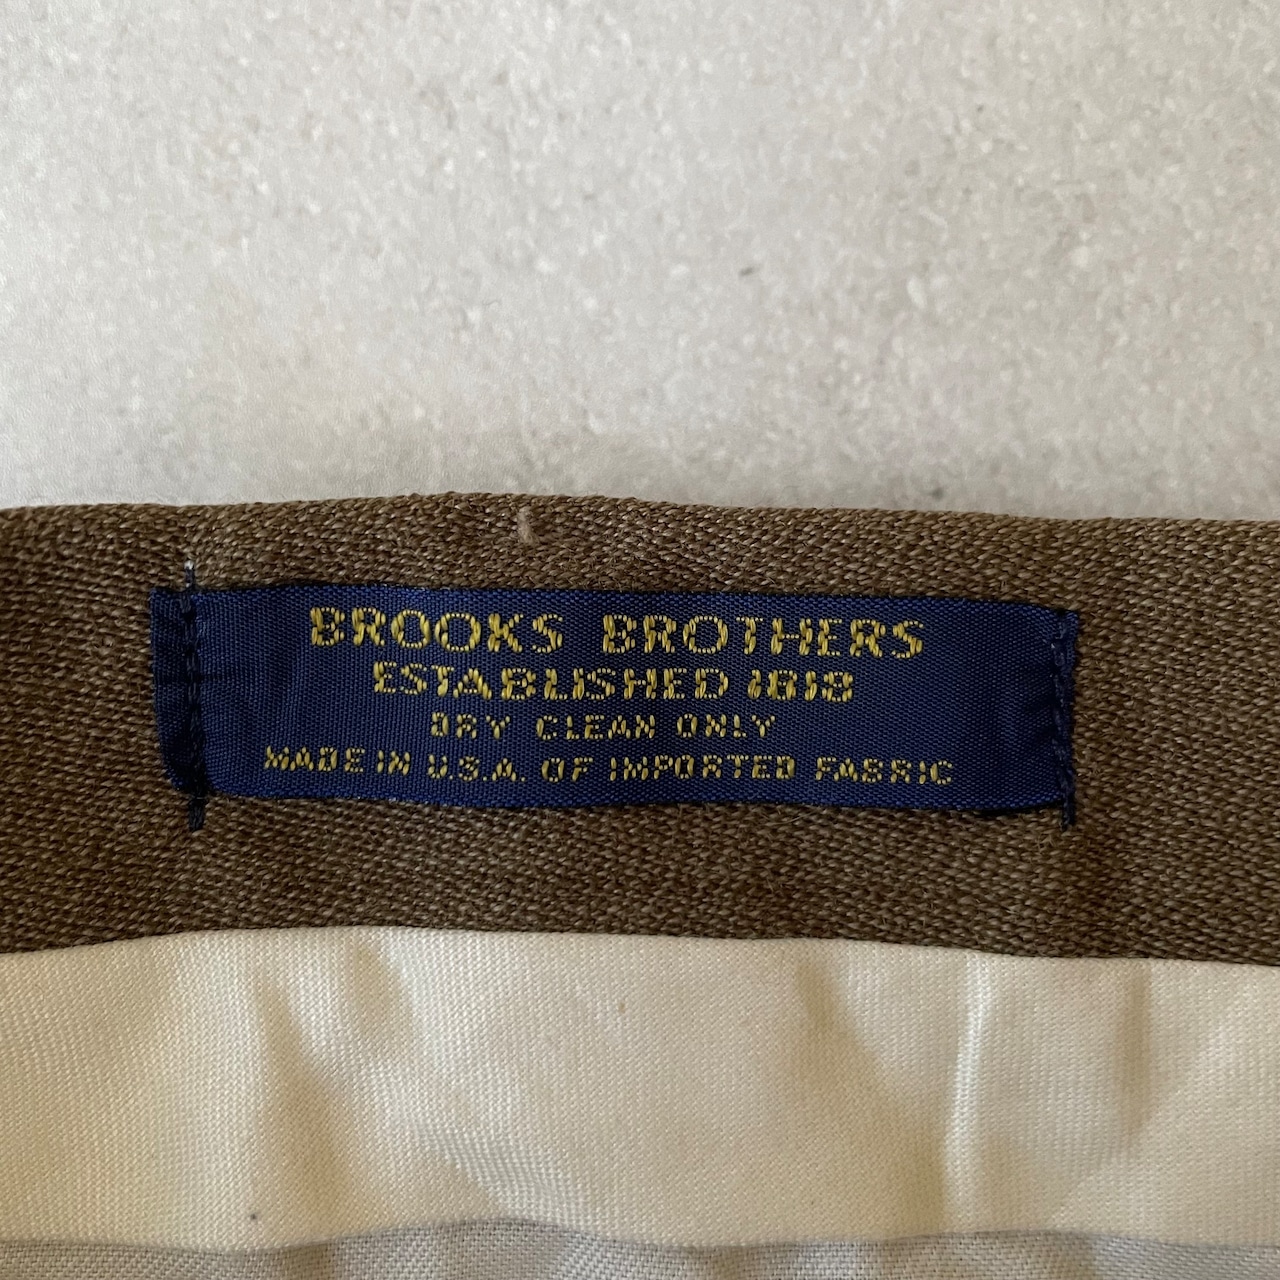 BROOKS BROTHERS
ESTABLISHED 1818
DRY CLEAN ONLY
MADE IN U.S.A. OF IMPORTED FABRIC